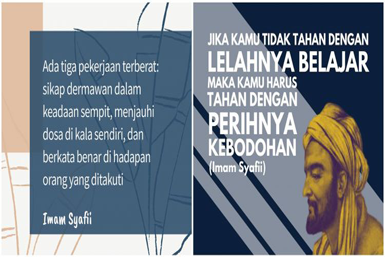 Ada tiga pekerjaan terberat:
sikap dermawan dalam
keadaan sempit, menjauhi
dosa di kala sendiri, dan
berkata benar di hadapan
orang yang ditakuti
Imam Syafii
JIKA KAMU TIDAK TAHAN DENGAN
LELAHNYA BELAJAR
MAKA KAMU HARUS
TAHAN DENGAN
PERIHNYA
KEBODOHAN
(Imam Syafii)